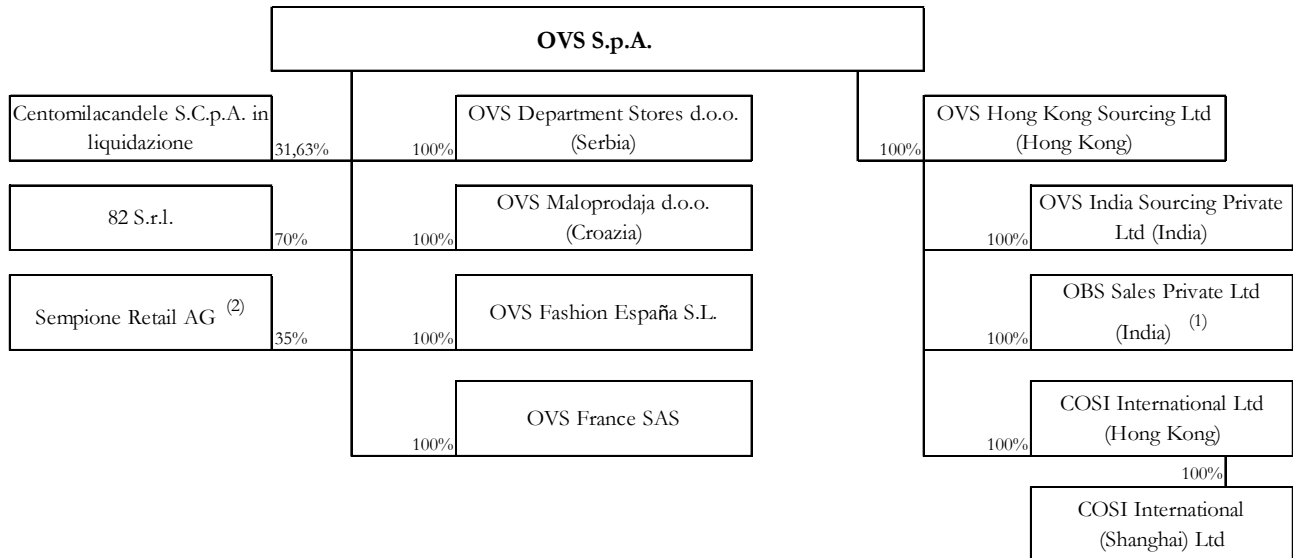 OVS S.p.A.
Centomilacandele S.C.p.A. in
liquidazione
31,63%
100%
OVS Department Stores d.o.o.
(Serbia)
100%
OVS Hong Kong Sourcing Ltd
(Hong Kong)
82 S.r.l.
70%
100%
OVS Maloprodaja d.o.o.
(Croazia)
100%
OVS India Sourcing Private
Ltd (India)
Sempione Retail AG (2)
35%
100%
OVS Fashion España S.L.
100%
OBS Sales Private Ltd
(India) (1)
100%
OVS France SAS
100%
COSI International Ltd
(Hong Kong)
100%
COSI International
(Shanghai) Ltd